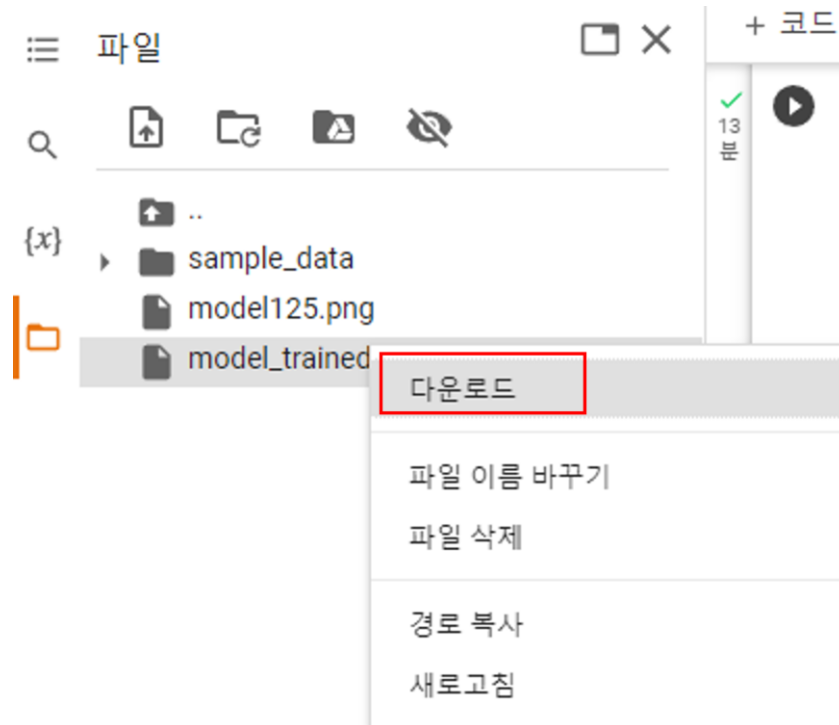 파일
+ 코드
13
분
{x}
..
sample_data
model125.png
model_trained
다운로드
파일 이름 바꾸기
파일 삭제
경로 복사
새로고침